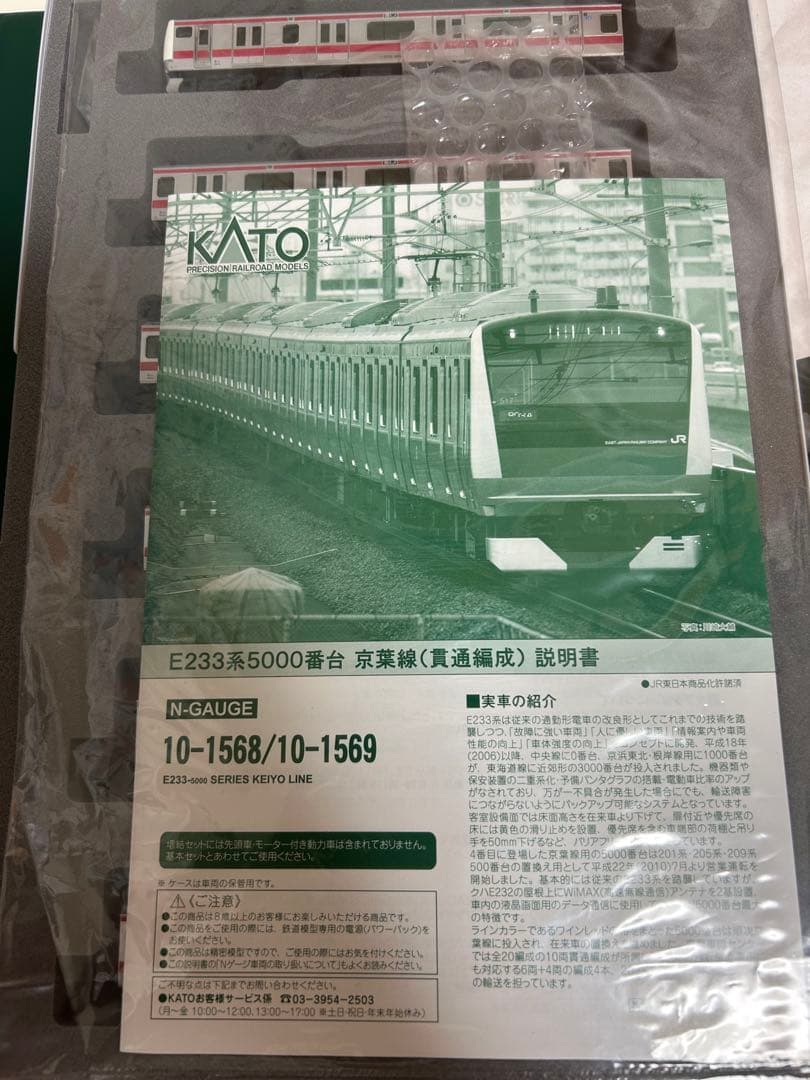 KATO
PRECISION RAILROAD MODELS
EAST JAPAN RAILWAY COMPANY JR
E233系5000番台 京葉線(貫通編成) 説明書
●JR東日本商品化許諾済
N-GAUGE
10-1568/10-1569
E233-5000 SERIES KEIYO LINE
増結セットには先頭車・モーター付き動力車は含まれておりません。
基本セットとあわせてご使用ください。
※ ケースは車両の保管用です。
⚠《ご注意》
●この商品は8歳以上のお客様にお楽しみいただける商品です。
●この商品をご使用の際には、鉄道模型専用の電源(パワーパック)を
お使いください。
●この商品は精密模型ですので、ご使用の際にはお気を付けください。
●この説明書の「Nゲージ車両の取り扱いについて」もよくお読みください。
ご不明な点は下記までお問い合わせください。
●KATOお客様サービス係 ☎03-3954-2503
(月〜金 10:00〜12:00、13:00〜17:00 ※土日・祝日・年末年始休み)
■実車の紹介
E233系は従来の通勤形電車の改良形としてこれまでの技術を踏
襲しつつ、「故障に強い車両」「人に優しい車両」「情報案内や車両
性能の向上」「車体強度の向上」コンセプトに開発、平成18年
(2006)以降、中央線に0番台、京浜東北・根岸線用に1000番台
が、東海道線に近郊形の3000番台が投入されました。機器類や
保安装置の二重系化・予備パンタグラフの搭載・電動車比率のアップ
がなされており、万が一不具合が発生した場合にでも、輸送障害
につながらないようにバックアップ可能なシステムとなっています。
客室設備面では床面高さを在来車より下げて、扉付近や優先席の
床には黄色の滑り止めを設置、優先席を含む車端部の荷棚と吊り
手を50mm下げるなど、バリアフリ
4番目に登場した京葉線用の5000番台は201系・205系・209系
500番台の置換え用として平成22年(2010)7月より営業運転を
開始しました。基本的には従来のE233系を踏襲していますが、
クハE232の屋根上にWiMAX(高速無線通信)アンテナを2基設置、
車内の液晶画面用のデータ通信に使用して 5000番台最大
の特徴です。
ラインカラーであるワインレッドの
葉線に投入され、在来車の置換え
では全20編成の10両貫通編成が所属
も対応する6両+4両の編成4本、
の輸送を担っています。